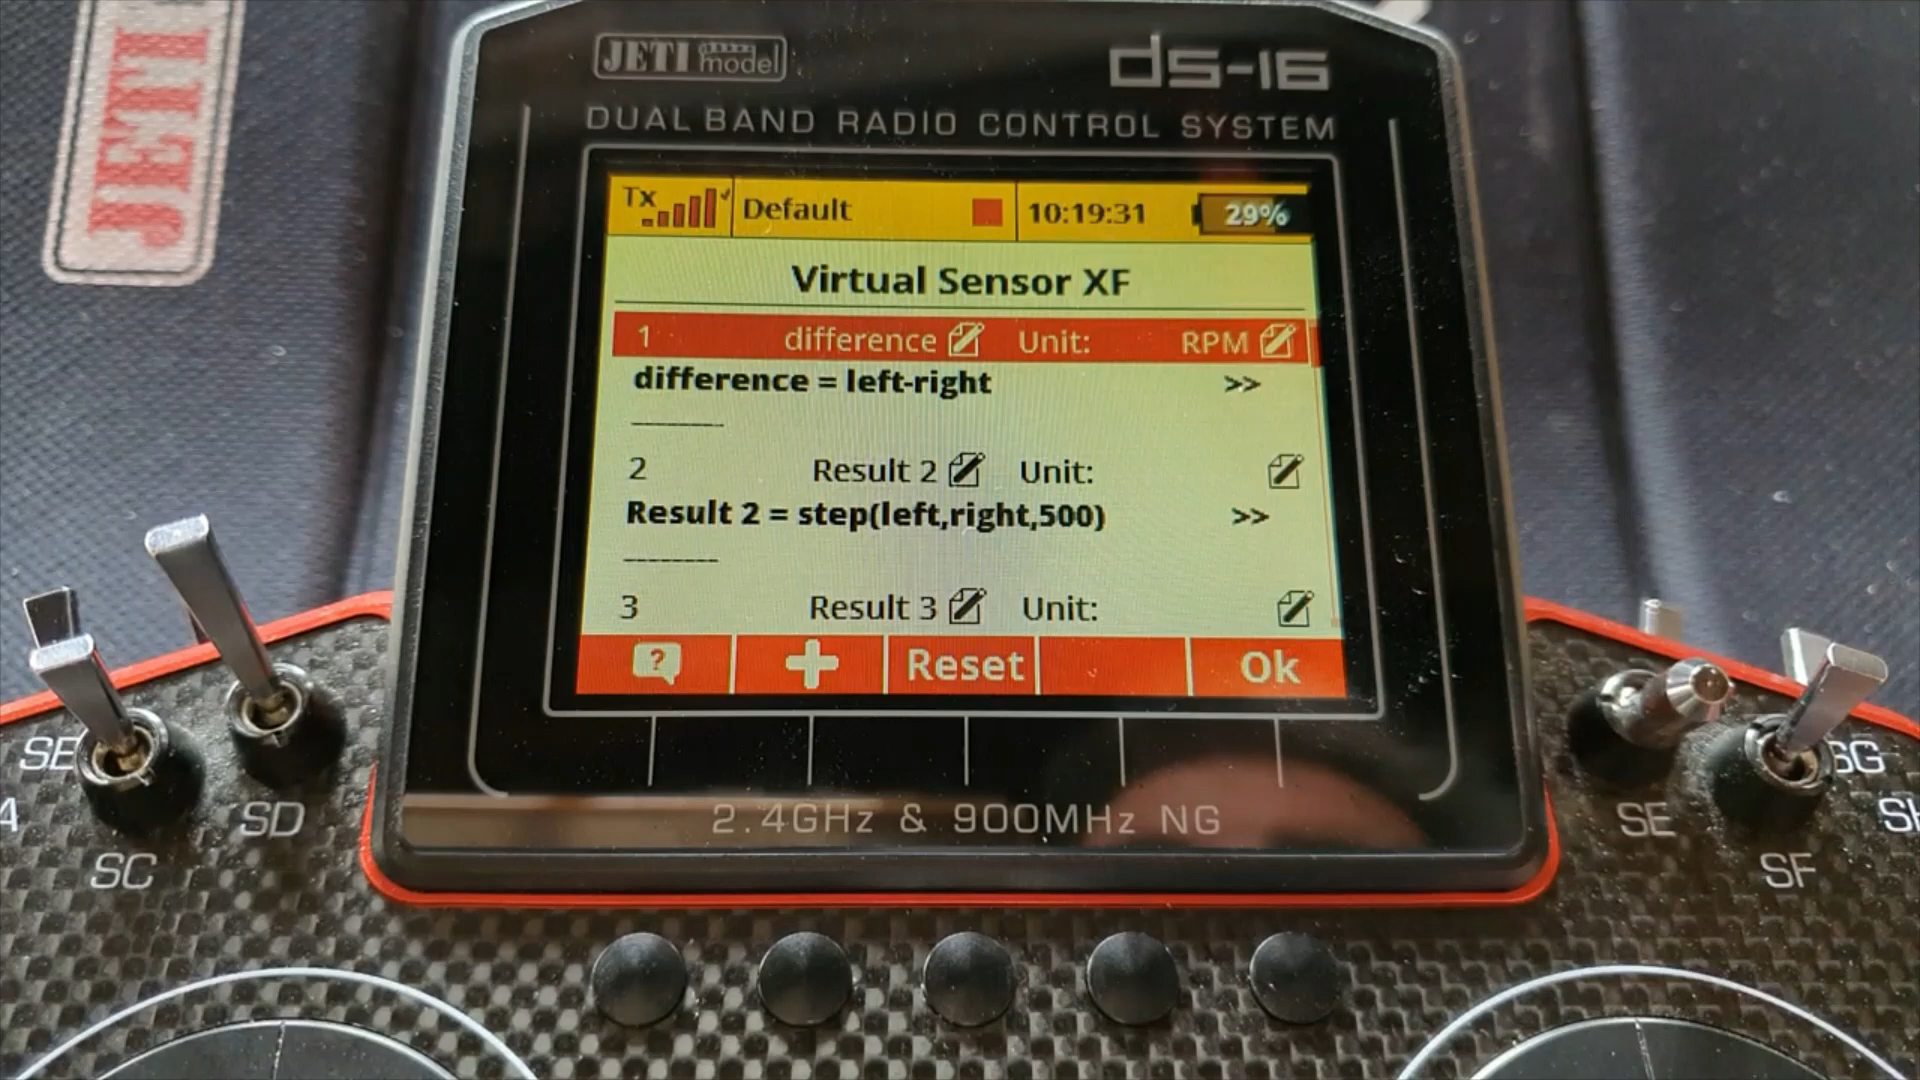 JETI
JETI model
DS-16
DUAL BAND RADIO CONTROL SYSTEM
Tx Default 10:19:31 29%
Virtual Sensor XF
1 difference Unit: RPM
difference = left-right >>
2 Result 2 Unit:
Result 2 = step(left,right,500) >>
3 Result 3 Unit:
? Reset Ok
2.4GHz & 900MHz NG
SD
SC
SE
SF
SG